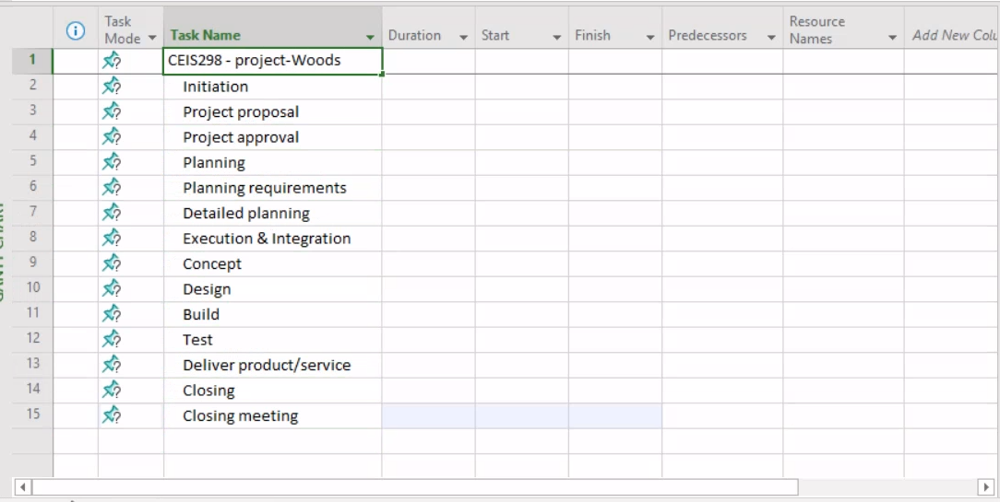 Task Mode Task Name Duration Start Finish Predecessors Resource Names Add New Colu
1 CEIS298 - project-Woods
2 Initiation
3 Project proposal
4 Project approval
5 Planning
6 Planning requirements
7 Detailed planning
8 Execution & Integration
9 Concept
10 Design
11 Build
12 Test
13 Deliver product/service
14 Closing
15 Closing meeting